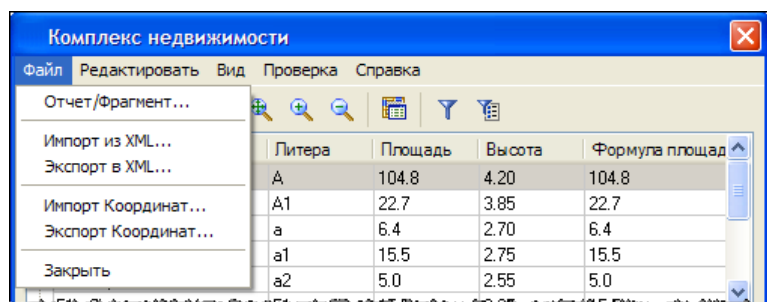 Комплекс недвижимости
Файл Редактировать Вид Проверка Справка
Отчет/Фрагмент...
Импорт из XML...
Экспорт в XML...
Импорт Координат...
Экспорт Координат...
Закрыть
Литера Площадь Высота Формула площад
А 104.8 4.20 104.8
А1 22.7 3.85 22.7
а 6.4 2.70 6.4
а1 15.5 2.75 15.5
а2 5.0 2.55 5.0